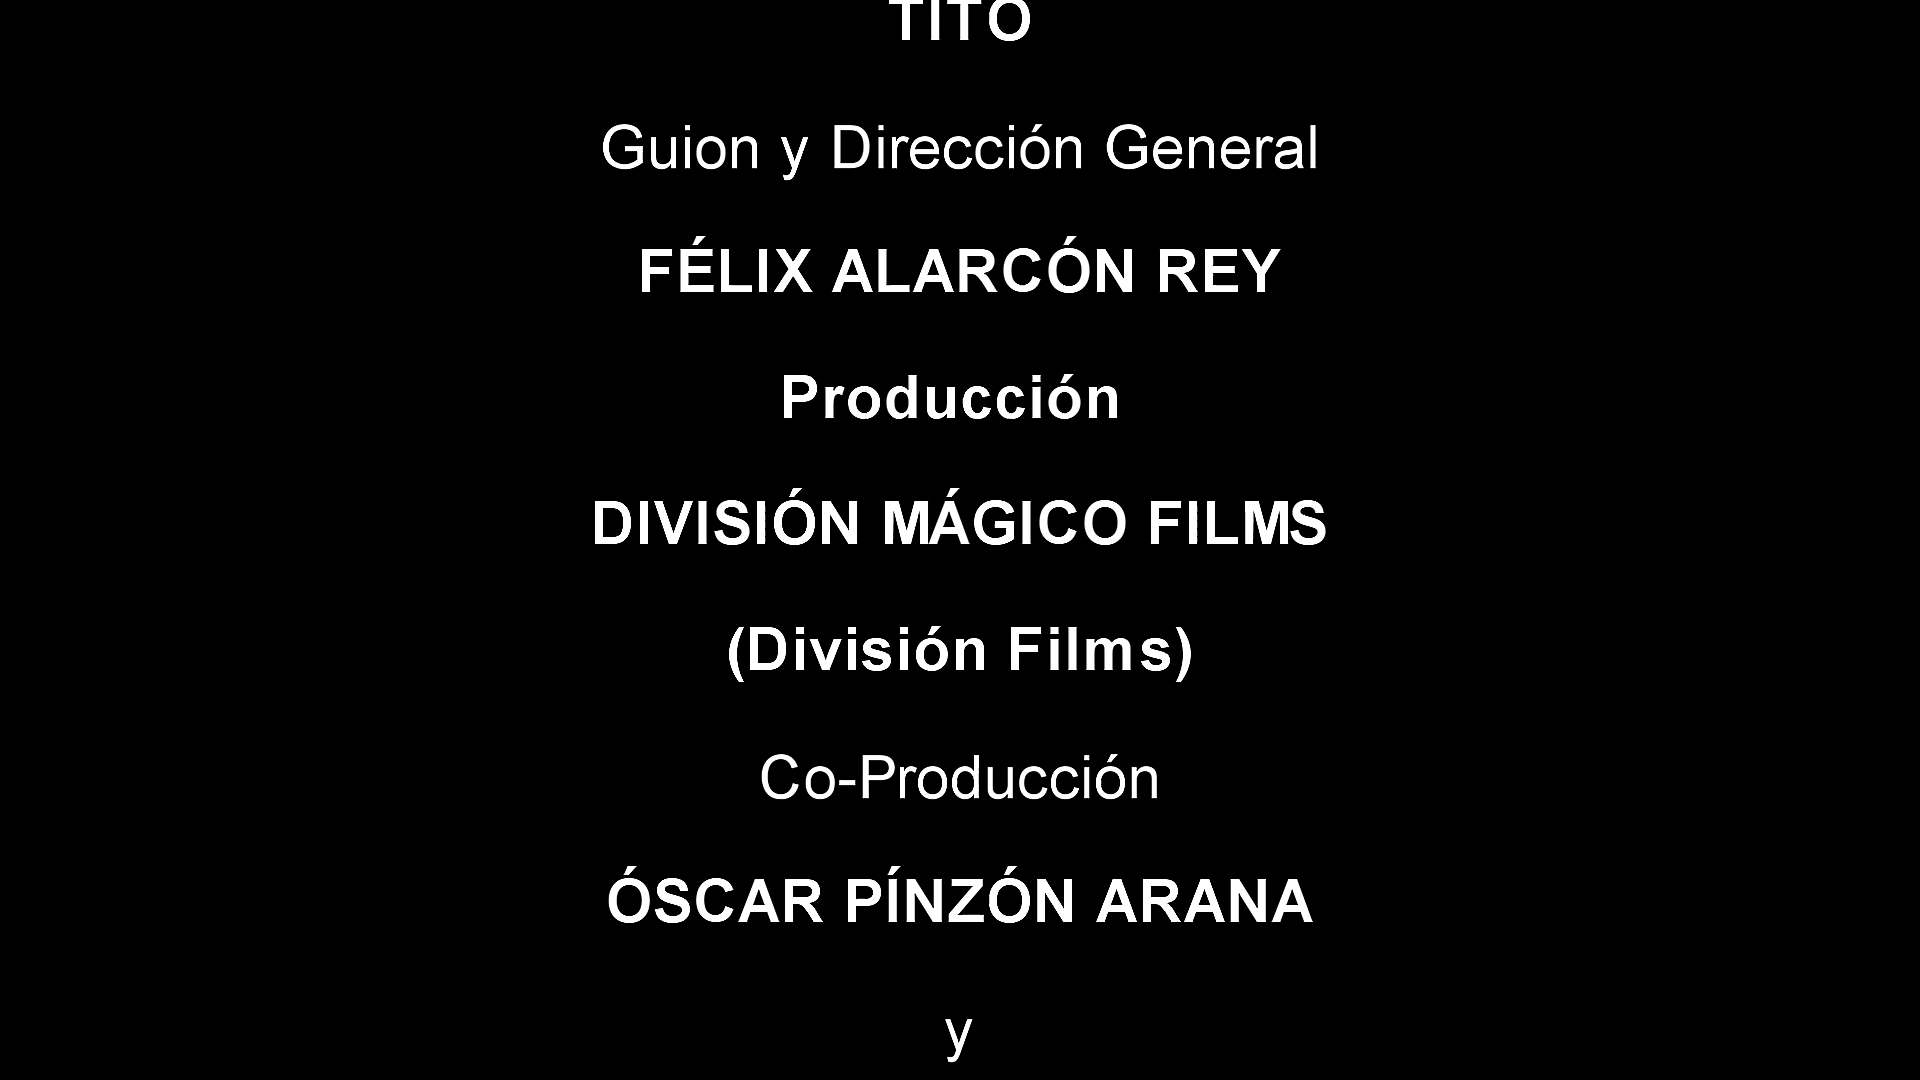 TITO
Guion y Dirección General
FÉLIX ALARCÓN REY
Producción
DIVISIÓN MÁGICO FILMS
(División Films)
Co-Producción
ÓSCAR PÍNZÓN ARANA
y